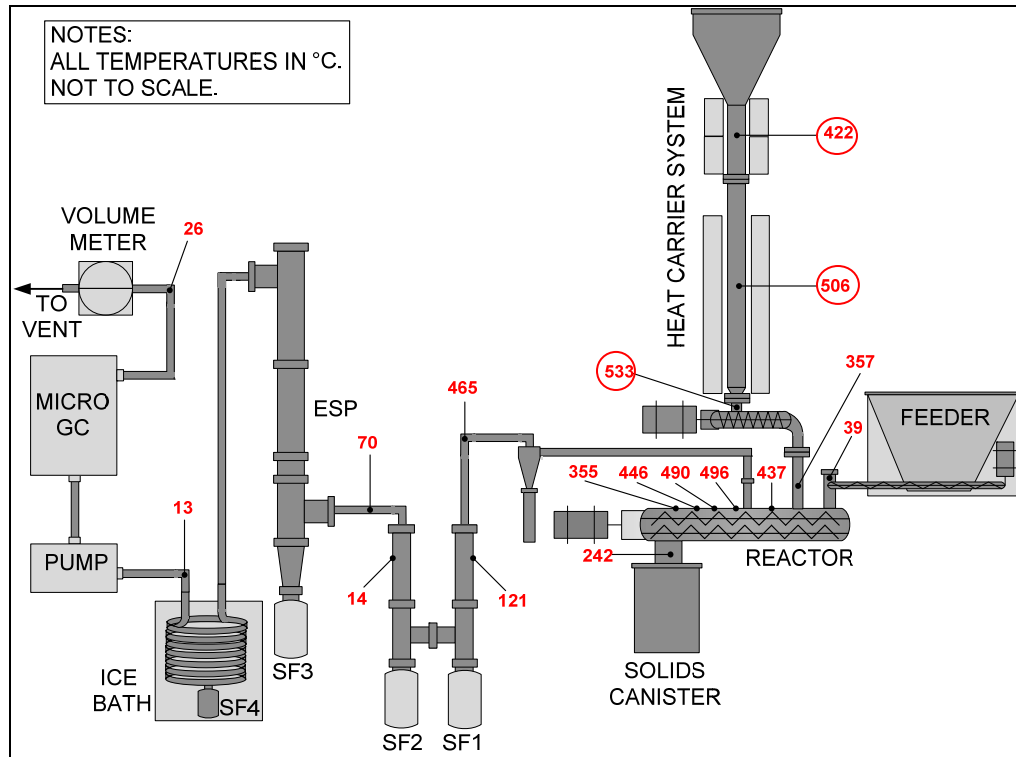 NOTES:
ALL TEMPERATURES IN °C.
NOT TO SCALE.
HEAT CARRIER SYSTEM
422
506
533
357
VOLUME
METER
26
TO
VENT
MICRO
GC
PUMP
13
ICE
BATH
SF4
ESP
SF3
70
465
14
121
SF2
SF1
355
446
490
496
437
39
FEEDER
242
REACTOR
SOLIDS
CANISTER